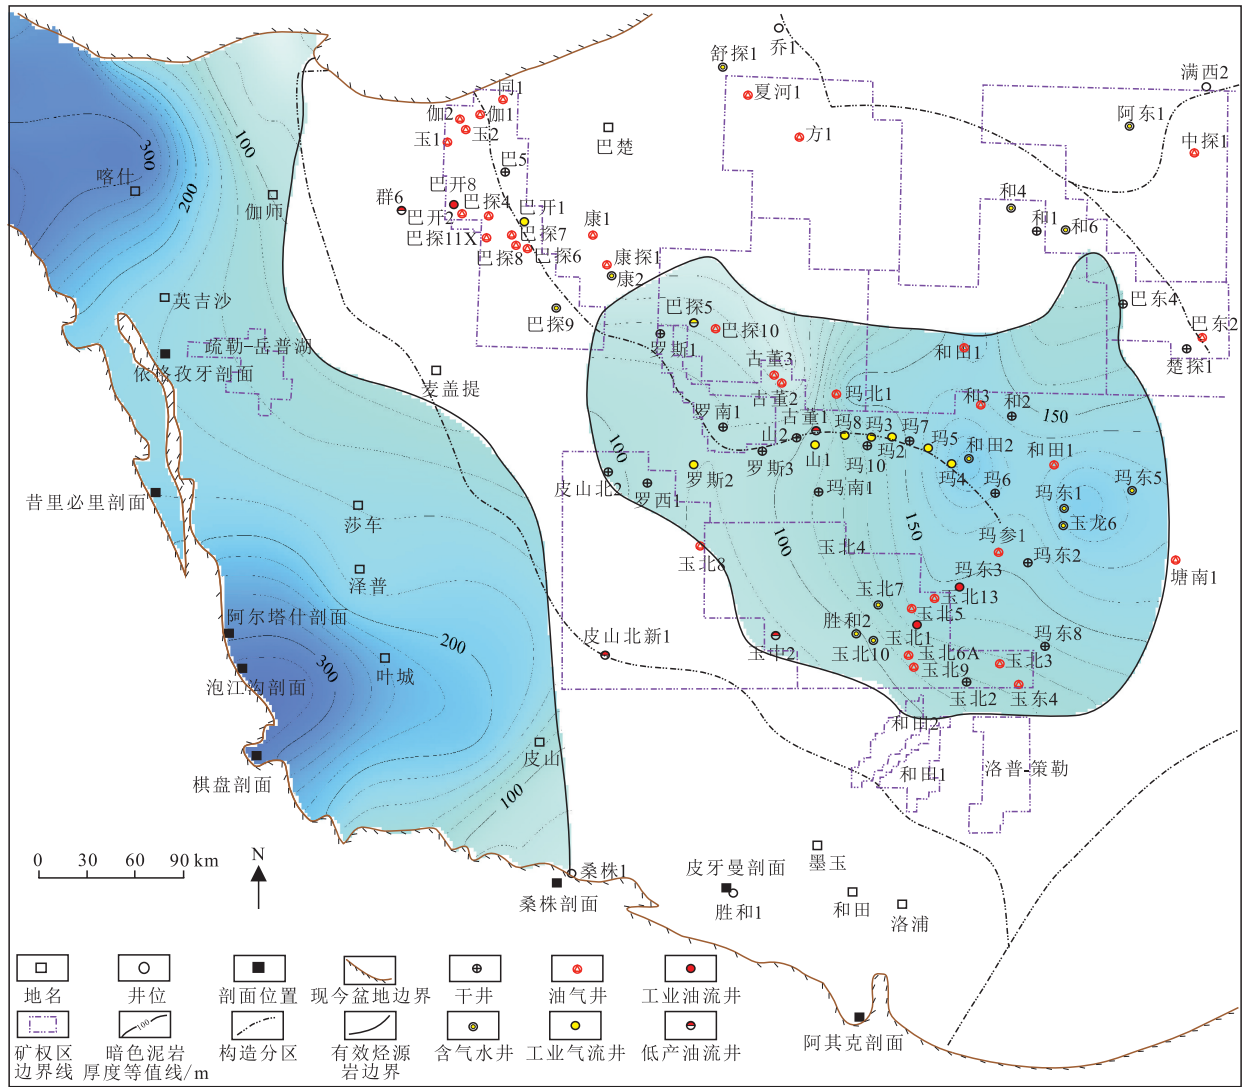 乔1
舒探1
满西2
夏河1
阿东1
同1
伽2
伽1
玉1
玉2
巴楚
方1
中探1
300
100
200
喀什
伽师
巴5
群6
巴开8
巴探4
巴开1
巴开2
巴探11X
巴探7
巴探8
巴探6
康1
康探1
康2
和4
和1
和6
英吉沙
巴探9
巴探5
巴探10
罗斯1
巴东4
巴东2
楚探1
疏勒-岳普湖
依格孜牙剖面
麦盖提
古董3
古董2
和田1
玛北1
和3
和2
150
罗南1
古董1
山2
玛8
玛3
玛7
玛2
玛5
和田2
和田1
100
罗斯3
山1
玛10
玛4
玛6
玛东5
皮山北2
罗西1
罗斯2
玛南1
玛东1
玉龙6
昔里必里剖面
莎车
150
100
玉北4
玛参1
玉北8
玛东2
塘南1
泽普
玛东3
玉北7
玉北13
玉北5
阿尔塔什剖面
200
皮山北新1
胜和2
玉北1
玛东8
玉中2
玉北10
玉北6A
玉北3
300
泡江沟剖面
叶城
玉北9
玉北2
玉东4
和田2
皮山
棋盘剖面
和田1
洛普-策勒
100
0 30 60 90 km
N
桑株1
桑株剖面
皮牙曼剖面
胜和1
墨玉
和田
洛浦
阿其克剖面
地名
井位
剖面位置
现今盆地边界
干井
油气井
工业油流井
100
矿权区
边界线
暗色泥岩
厚度等值线/m
构造分区
有效烃源
岩边界
含气水井
工业气流井
低产油流井